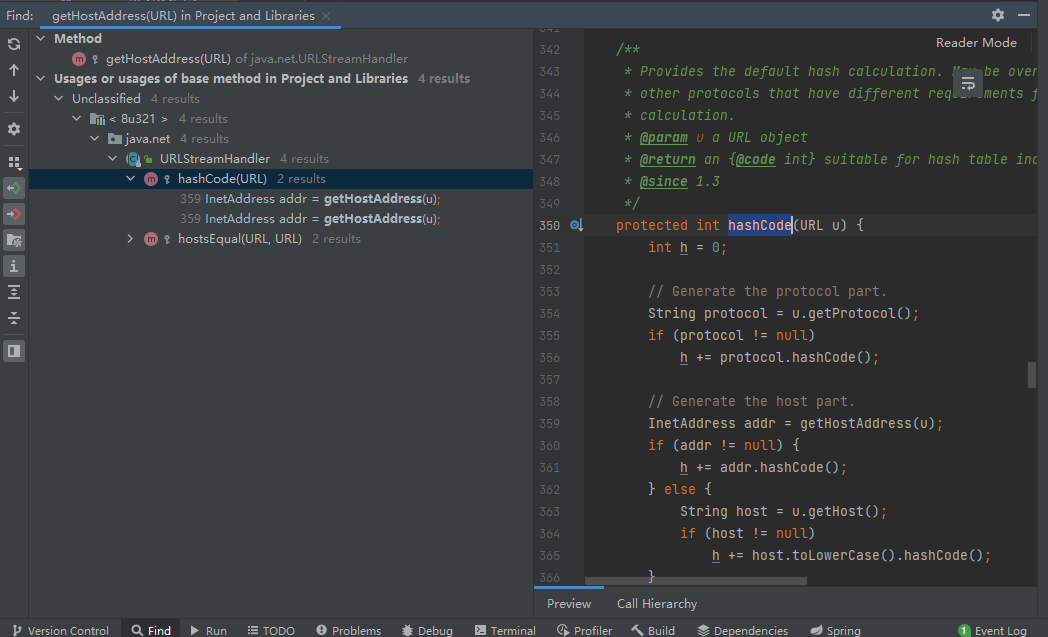 Find: getHostAddress(URL) in Project and Libraries
Method
getHostAddress(URL) of java.net.URLStreamHandler
Usages or usages of base method in Project and Libraries 4 results
Unclassified 4 results
< 8u321 > 4 results
java.net 4 results
URLStreamHandler 4 results
hashCode(URL) 2 results
359 InetAddress addr = getHostAddress(u);
359 InetAddress addr = getHostAddress(u);
hostsEqual(URL, URL) 2 results
Reader Mode
342 /**
343 * Provides the default hash calculation. May be over
344 * other protocols that have different requirements f
345 * calculation.
346 * @param u a URL object
347 * @return an {@code int} suitable for hash table ind
348 * @since 1.3
349 */
350 protected int hashCode(URL u) {
351 int h = 0;
352
353 // Generate the protocol part.
354 String protocol = u.getProtocol();
355 if (protocol != null)
356 h += protocol.hashCode();
357
358 // Generate the host part.
359 InetAddress addr = getHostAddress(u);
360 if (addr != null) {
361 h += addr.hashCode();
362 } else {
363 String host = u.getHost();
364 if (host != null)
365 h += host.toLowerCase().hashCode();
366 }
Preview Call Hierarchy
Version Control Find Run TODO Problems Debug Terminal Profiler Build Dependencies Spring 1 Event Log